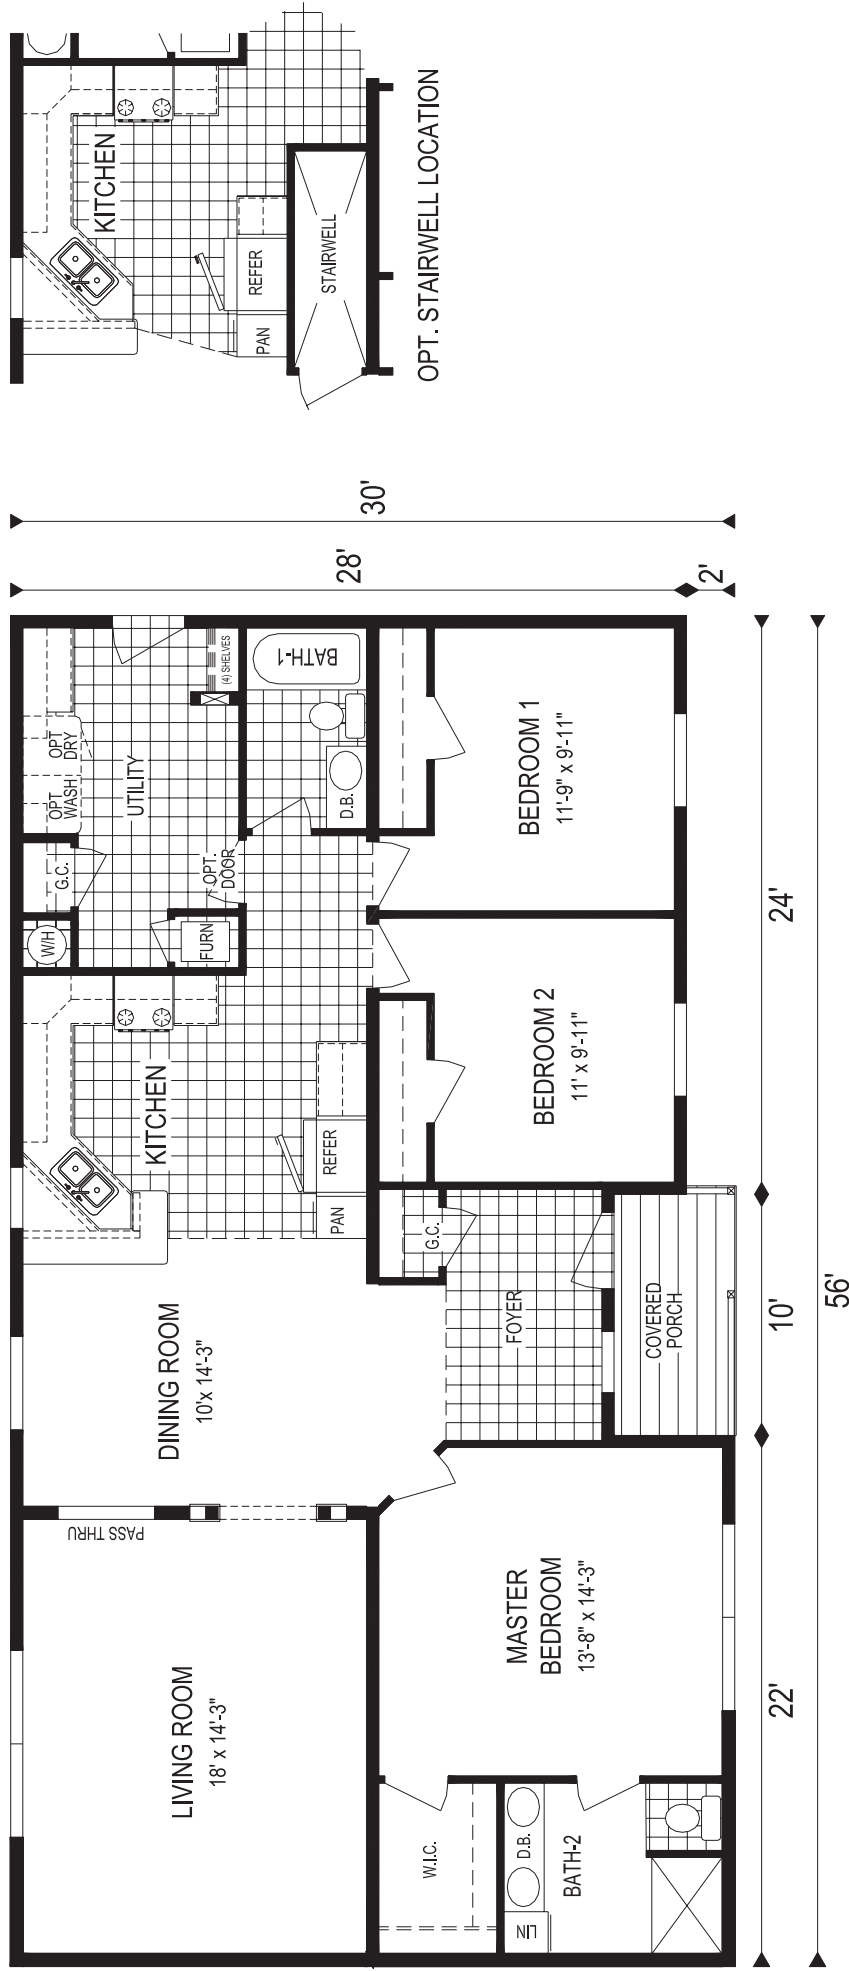 LIVING ROOM
18' x 14'-3"
PASS THRU
DINING ROOM
10'x 14'-3"
KITCHEN
PAN
REFER
W/H
FURN
G.C.
OPT.
DOOR
OPT
WASH
OPT
DRY
UTILITY
(4) SHELVES
BATH-1
D.B.
W.I.C.
LIN
D.B.
BATH-2
MASTER
BEDROOM
13'-8" x 14'-3"
FOYER
G.C.
COVERED
PORCH
BEDROOM 2
11' x 9'-11"
BEDROOM 1
11'-9" x 9'-11"
28'
2'
30'
22'
10'
24'
56'
KITCHEN
PAN
REFER
STAIRWELL
OPT. STAIRWELL LOCATION